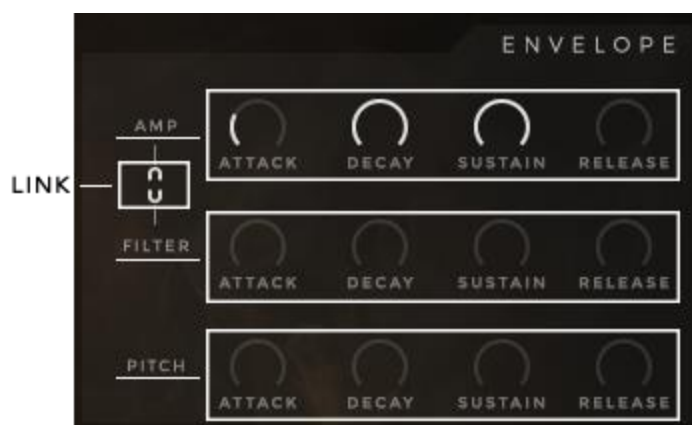 ENVELOPE
AMP
ATTACK DECAY SUSTAIN RELEASE
LINK
FILTER
ATTACK DECAY SUSTAIN RELEASE
PITCH
ATTACK DECAY SUSTAIN RELEASE